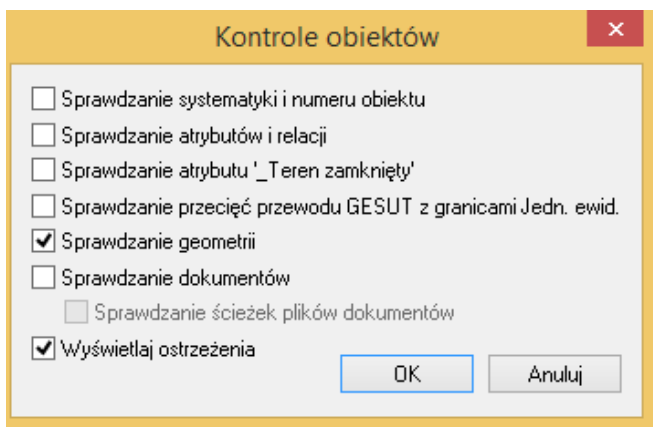 Kontrole obiektów
Sprawdzanie systematyki i numeru obiektu
Sprawdzanie atrybutów i relacji
Sprawdzanie atrybutu '_Teren zamknięty'
Sprawdzanie przecięć przewodu GESUT z granicami Jedn. ewid.
Sprawdzanie geometrii
Sprawdzanie dokumentów
Sprawdzanie ścieżek plików dokumentów
Wyświetlaj ostrzeżenia
OK Anuluj